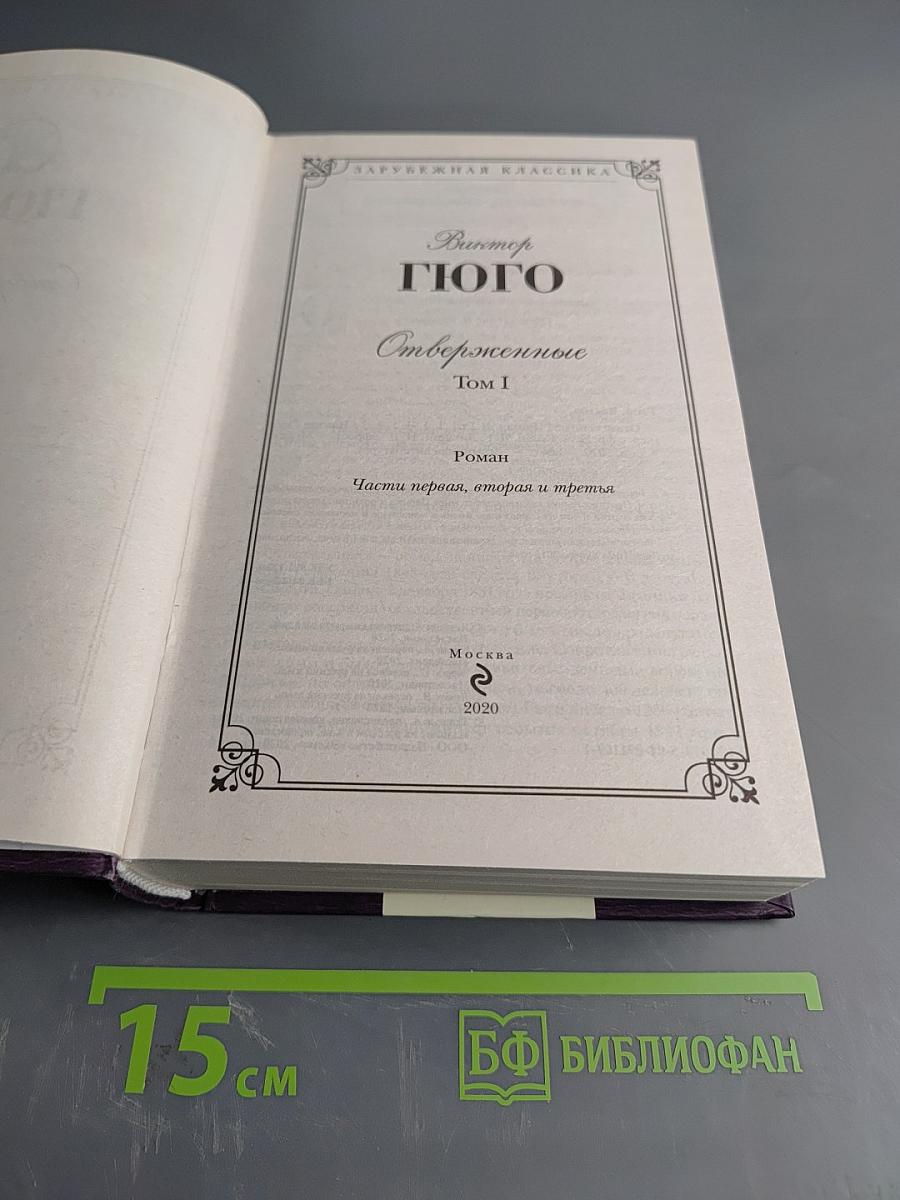 ЗАРУБЕЖНАЯ КЛАССИКА
Виктор
ГЮГО
Отверженные
Том I
Роман
Части первая, вторая и третья
Москва
2020
15 см
БФ БИБЛИОФАН